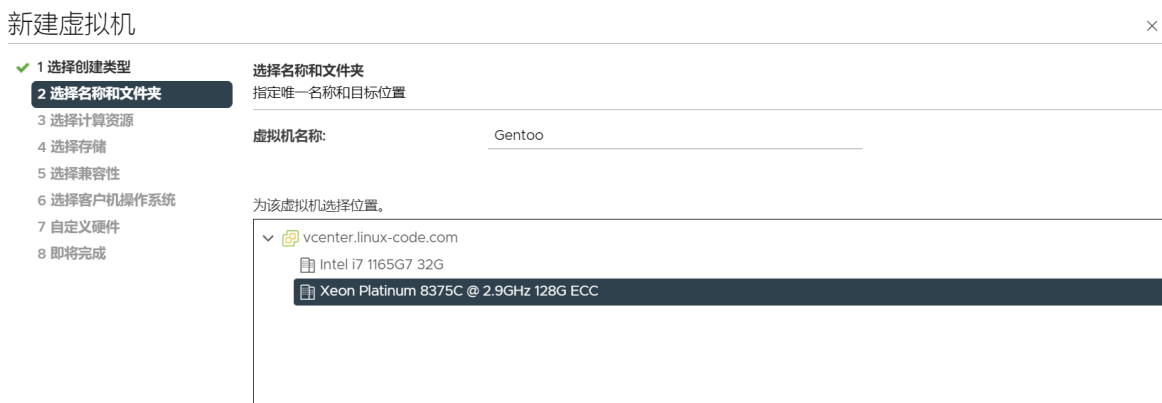 新建虚拟机
1 选择创建类型
2 选择名称和文件夹
3 选择计算资源
4 选择存储
5 选择兼容性
6 选择客户机操作系统
7 自定义硬件
8 即将完成
选择名称和文件夹
指定唯一名称和目标位置
虚拟机名称:
Gentoo
为该虚拟机选择位置。
vcenter.linux-code.com
Intel i7 1165G7 32G
Xeon Platinum 8375C @ 2.9GHz 128G ECC